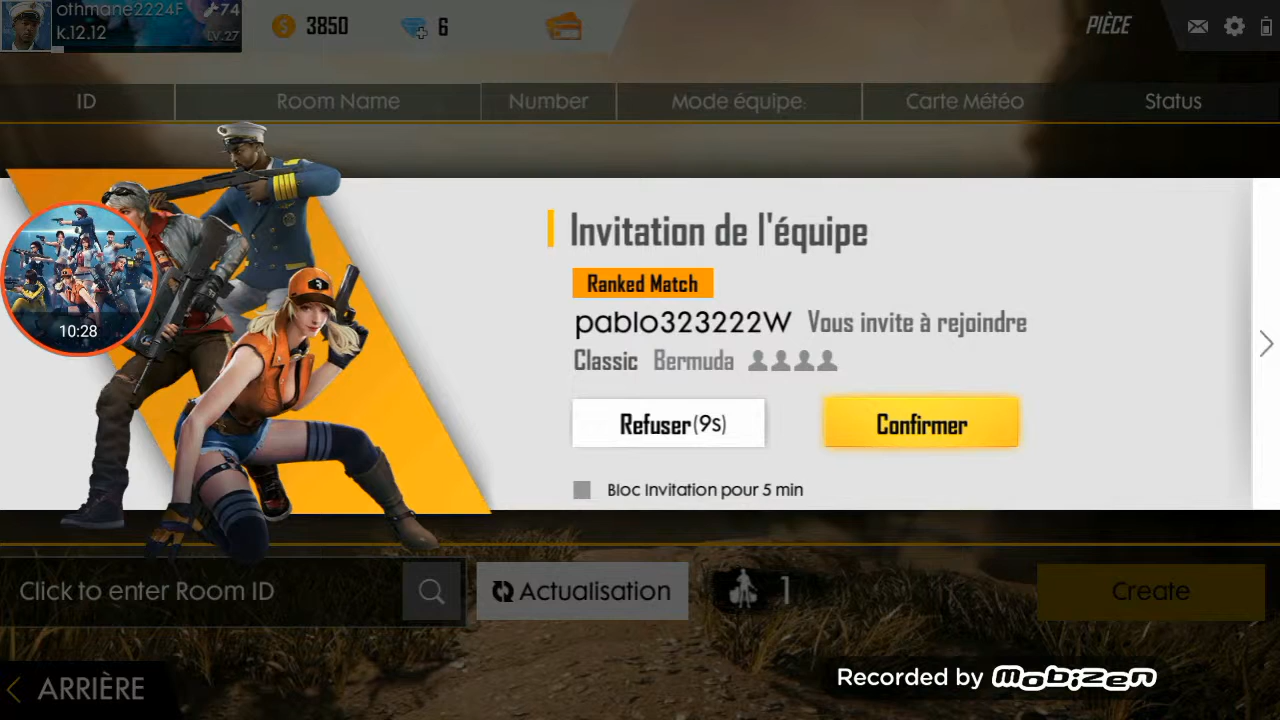 othmane2224F 74
k.12.12 LV.27
3850
6
PIÈCE
ID Room Name Number Mode équipe: Carte Météo Status
Invitation de l'équipe
Ranked Match
pablo323222W Vous invite à rejoindre
Classic Bermuda
Refuser(9s) Confirmer
Bloc Invitation pour 5 min
10:28
Click to enter Room ID Actualisation 1 Create
ARRIÈRE
Recorded by mobizen